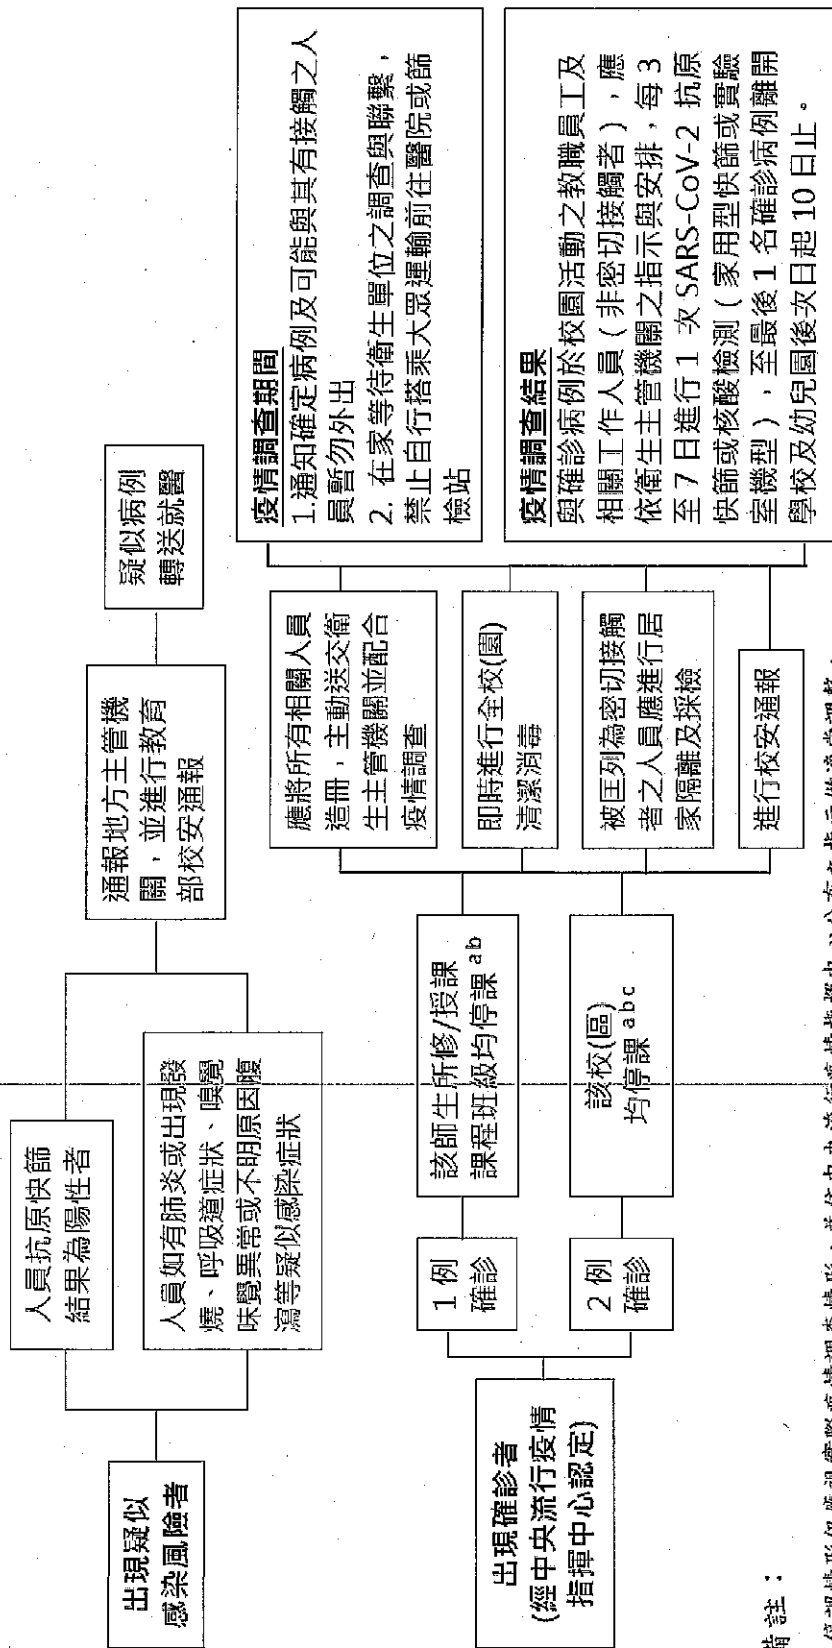 出現疑似
感染風險者
人員抗原快篩
結果為陽性者
人員如有肺炎或出現發
燒、呼吸道症狀、嗅覺
味覺異常或不明原因腹
瀉等疑似感染症狀
通報地方主管機
關，並進行教育
部校安通報
疑似病例
轉送就醫
出現確診者
(經中央流行疫情
指揮中心認定)
1 例
確診
2 例
確診
該師生所修/授課
課程班級均停課 ab
該校(區)
均停課 abc
應將所有相關人員
造冊，主動送交衛
生主管機關並配合
疫情調查
即時進行全校(園)
清潔消毒
被匡列為密切接觸
者之人員應進行居
家隔離及採檢
進行校安通報
疫情調查期間
1.通知確定病例及可能與其有接觸之人
員暫勿外出
2. 在家等待衛生單位之調查與聯繫，
禁止自行搭乘大眾運輸前往醫院或篩
檢站
疫情調查結果
與確診病例於校園活動之教職員工及
相關工作人員（非密切接觸者），應
依衛生主管機關之指示與安排，每 3
至 7 日進行 1 次 SARS-CoV-2 抗原
快篩或核酸檢測（家用型快篩或實驗
室機型），至最後 1 名確診病例離開
學校及幼兒園後次日起 10 日止。
備註：